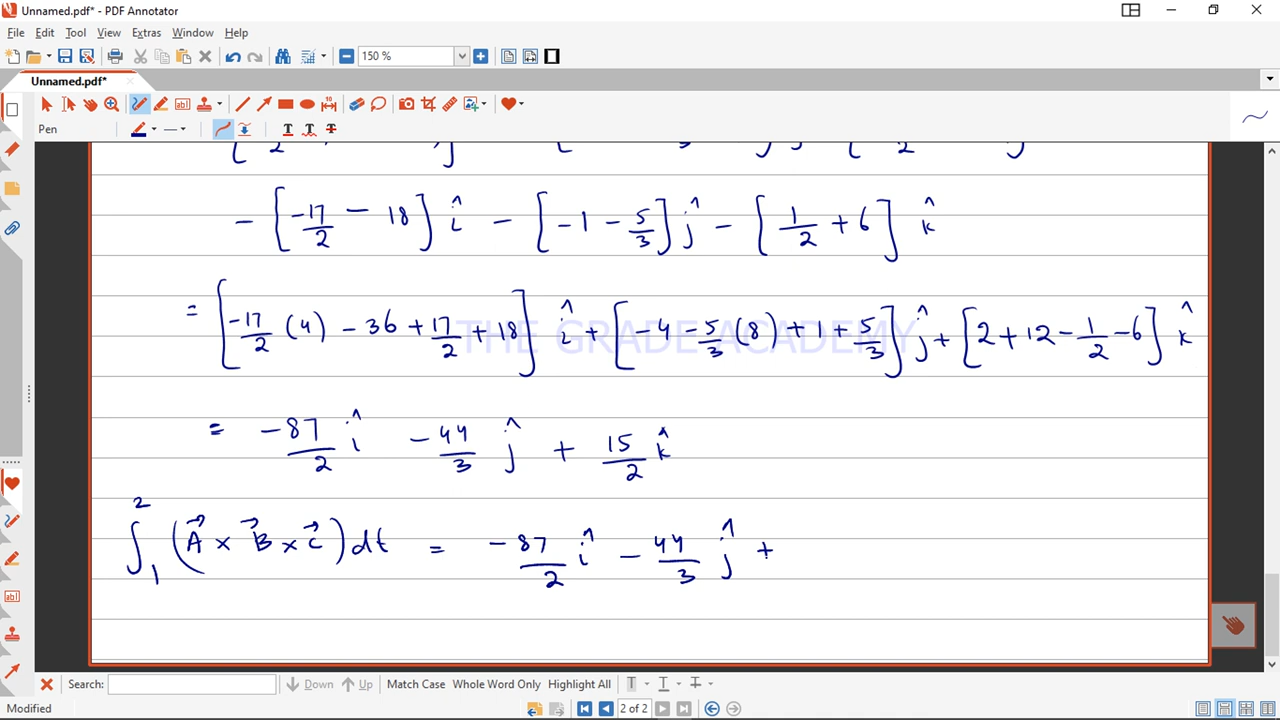 Unnamed.pdf* - PDF Annotator
File Edit Tool View Extras Window Help
150 %
Unnamed.pdf*
Pen
- [-17/2 - 18] î - [-1 - 5/3] ĵ - [1/2 + 6] k̂
= [-17/2 (4) - 36 + 17/2 + 18] î + [-4 - 5/3 (8) + 1 + 5/3] ĵ + [2 + 12 - 1/2 - 6] k̂
THE GRADE ACADEMY
= -87/2 î -44/3 ĵ + 15/2 k̂
∫₁² (A⃗ × B⃗ × C⃗) dt = -87/2 î - 44/3 ĵ +
Search: Down Up Match Case Whole Word Only Highlight All
Modified 2 of 2